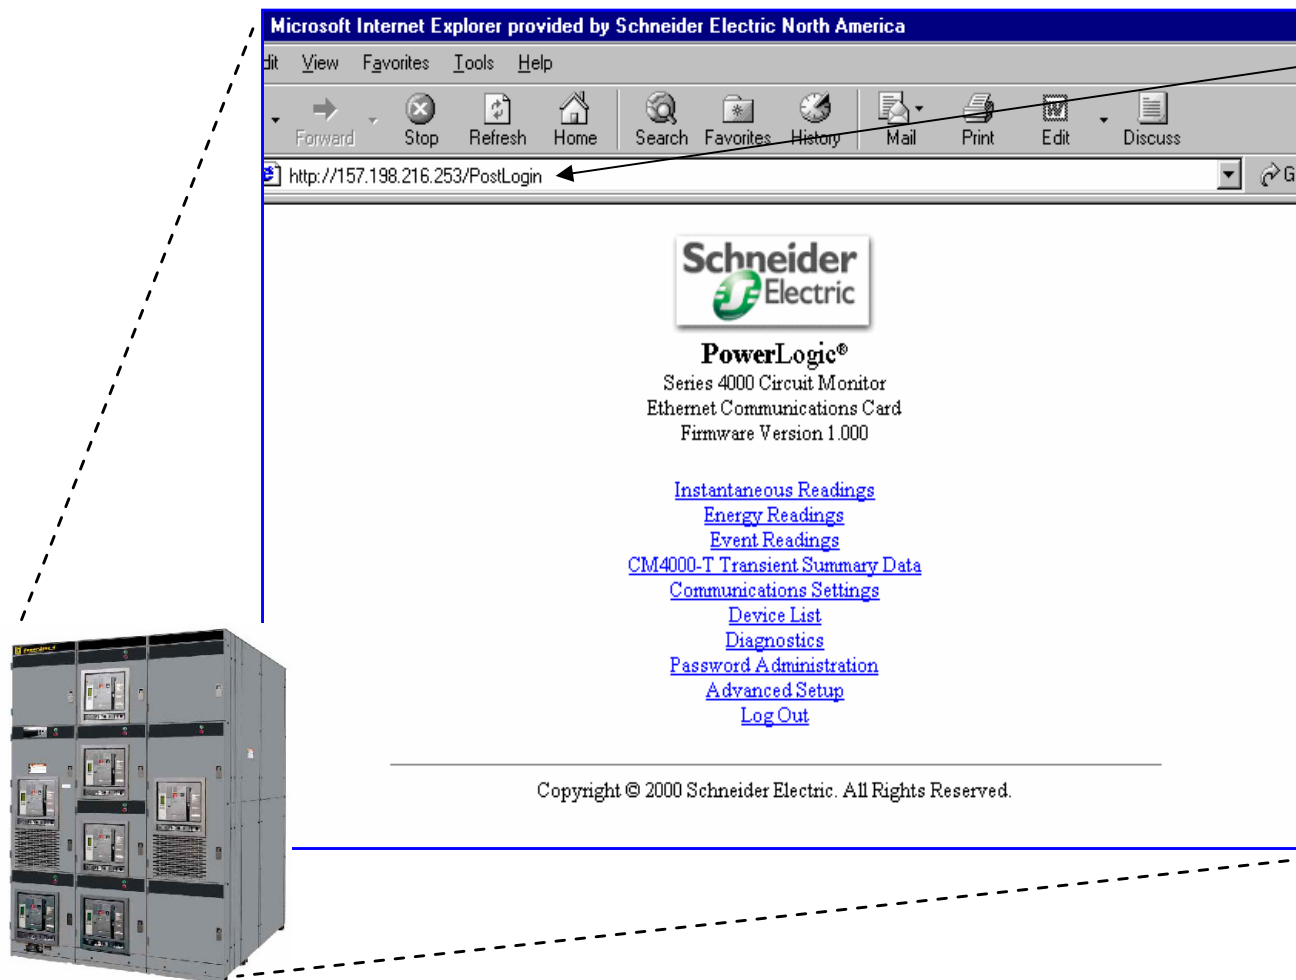 Microsoft Internet Explorer provided by Schneider Electric North America
dit View Favorites Tools Help
Forward Stop Refresh Home Search Favorites History Mail Print Edit Discuss
http://157.198.216.253/PostLogin
G
Schneider
Electric
PowerLogic®
Series 4000 Circuit Monitor
Ethernet Communications Card
Firmware Version 1.000
Instantaneous Readings
Energy Readings
Event Readings
CM4000-T Transient Summary Data
Communications Settings
Device List
Diagnostics
Password Administration
Advanced Setup
Log Out
Copyright © 2000 Schneider Electric. All Rights Reserved.